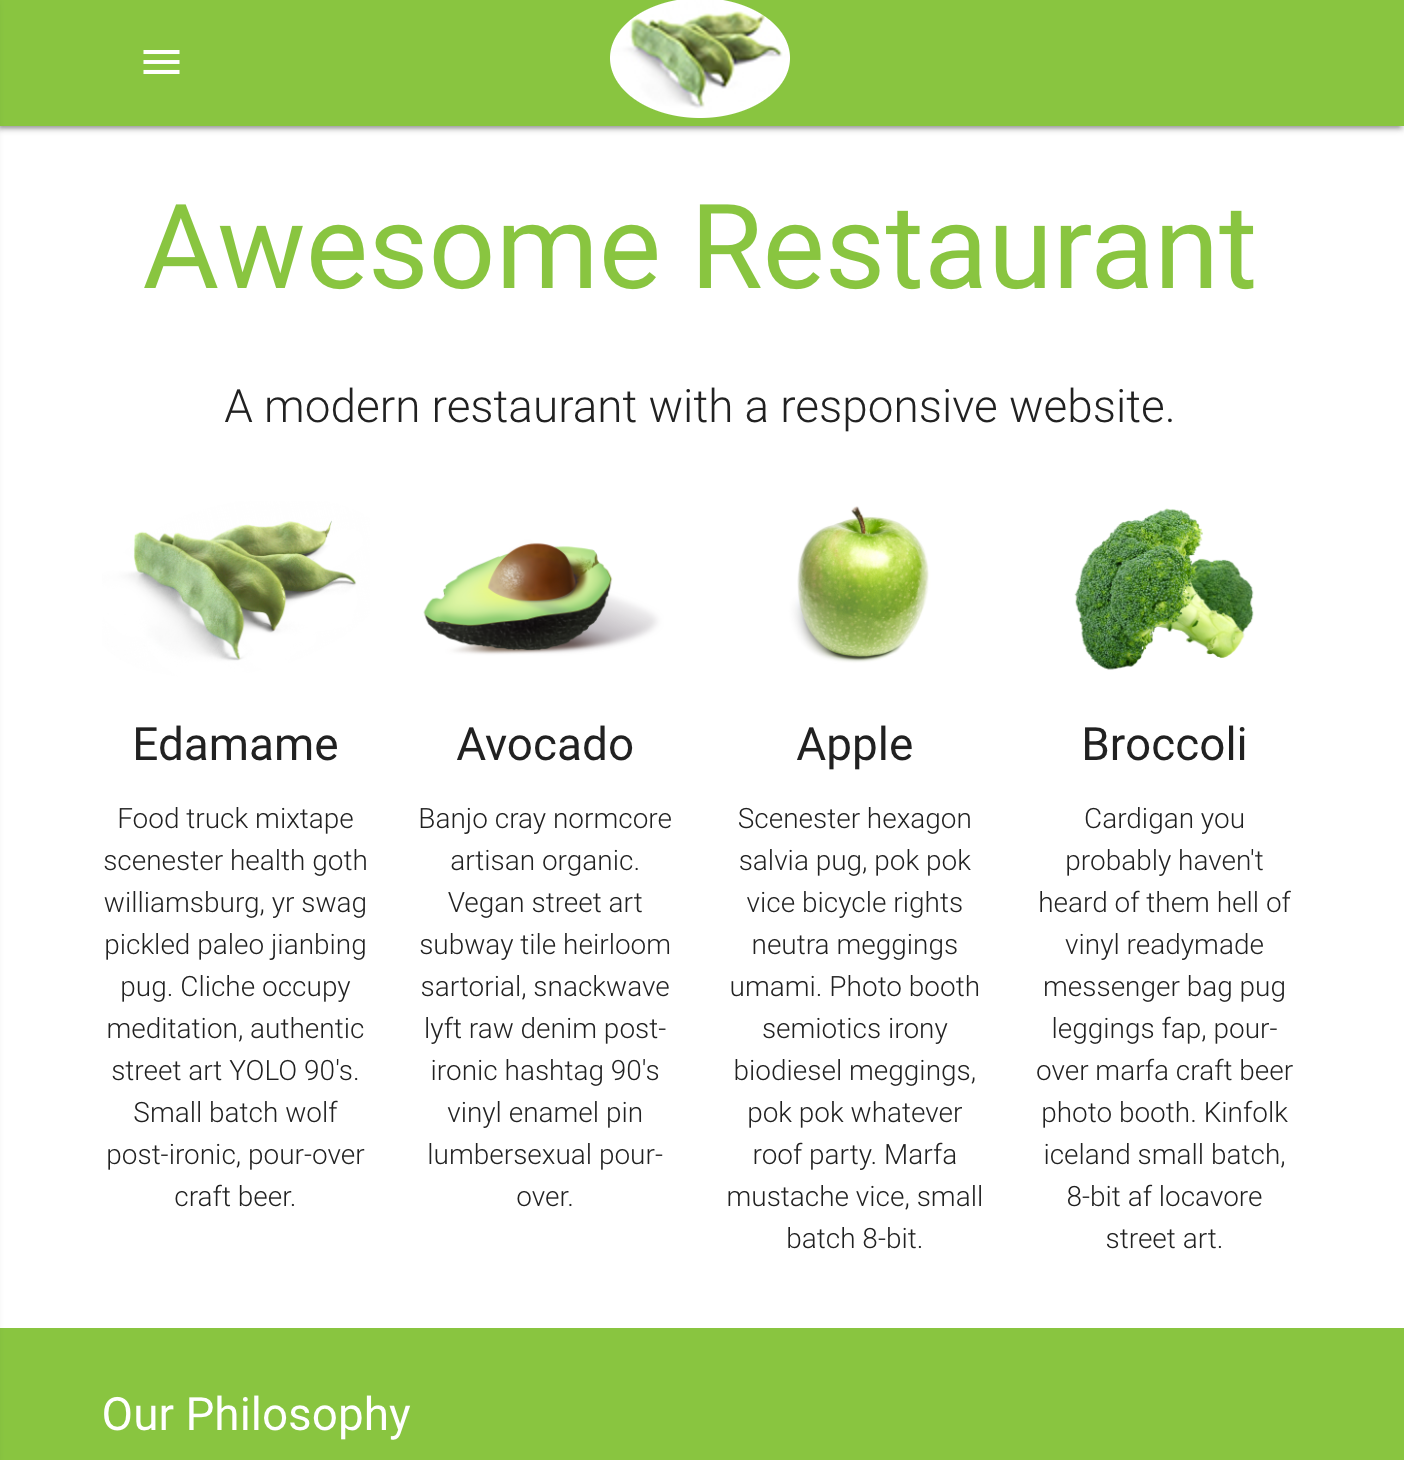 Awesome Restaurant
A modern restaurant with a responsive website.
Edamame
Food truck mixtape
scenester health goth
williamsburg, yr swag
pickled paleo jianbing
pug. Cliche occupy
meditation, authentic
street art YOLO 90's.
Small batch wolf
post-ironic, pour-over
craft beer.
Avocado
Banjo cray normcore
artisan organic.
Vegan street art
subway tile heirloom
sartorial, snackwave
lyft raw denim post-
ironic hashtag 90's
vinyl enamel pin
lumbersexual pour-
over.
Apple
Scenester hexagon
salvia pug, pok pok
vice bicycle rights
neutra meggings
umami. Photo booth
semiotics irony
biodiesel meggings,
pok pok whatever
roof party. Marfa
mustache vice, small
batch 8-bit.
Broccoli
Cardigan you
probably haven't
heard of them hell of
vinyl readymade
messenger bag pug
leggings fap, pour-
over marfa craft beer
photo booth. Kinfolk
iceland small batch,
8-bit af locavore
street art.
Our Philosophy